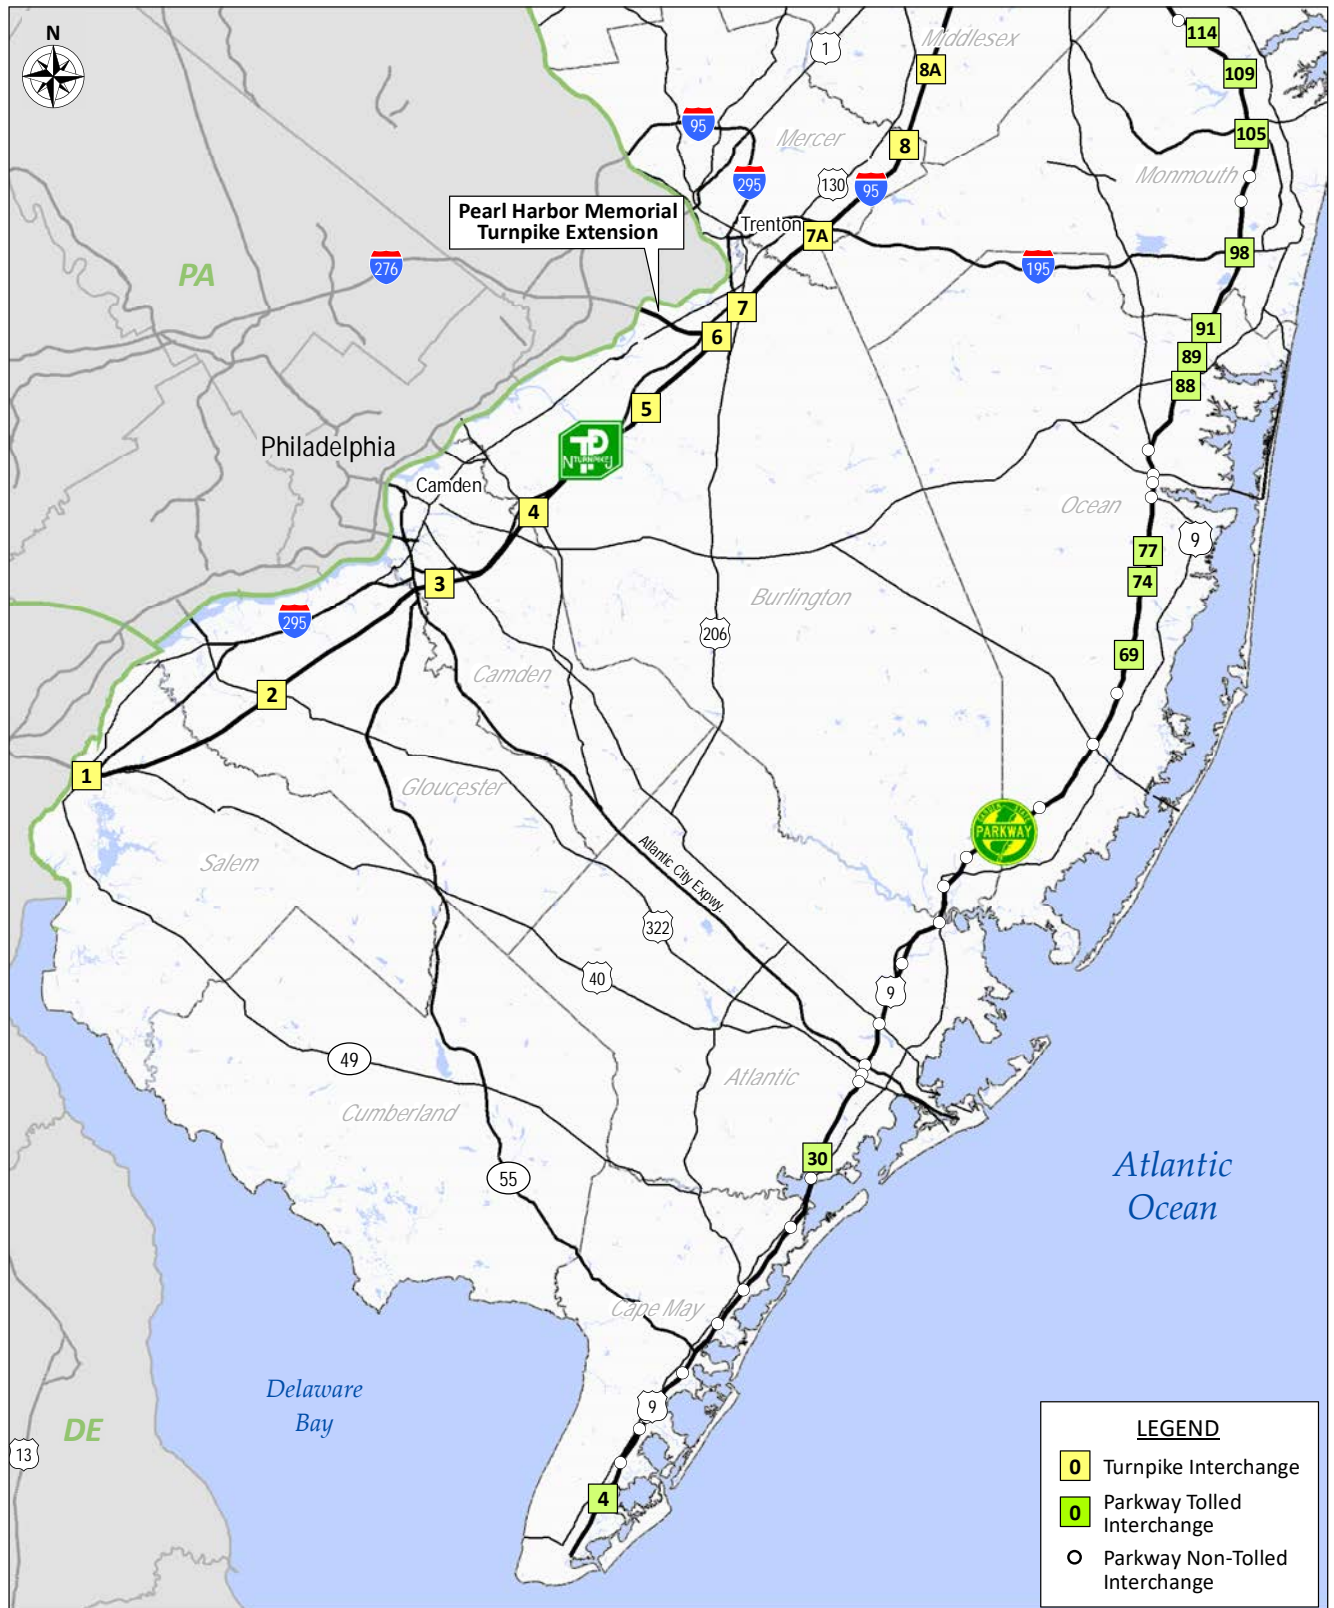 N
114
Middlesex
1
8A
109
95
105
Mercer
8
Monmouth
295
130
95
Pearl Harbor Memorial
Turnpike Extension
Trenton
7A
98
PA
276
195
7
91
6
89
88
5
TP
N TURNPIKE J
Philadelphia
Camden
Ocean
4
9
77
3
74
Burlington
295
206
69
Camden
2
1
Gloucester
PARKWAY
Atlantic City Expwy.
Salem
322
40
9
49
Atlantic
Cumberland
30
Atlantic
Ocean
55
Cape May
Delaware
Bay
9
DE
13
4
LEGEND
0 Turnpike Interchange
0 Parkway Tolled
Interchange
Parkway Non-Tolled
Interchange